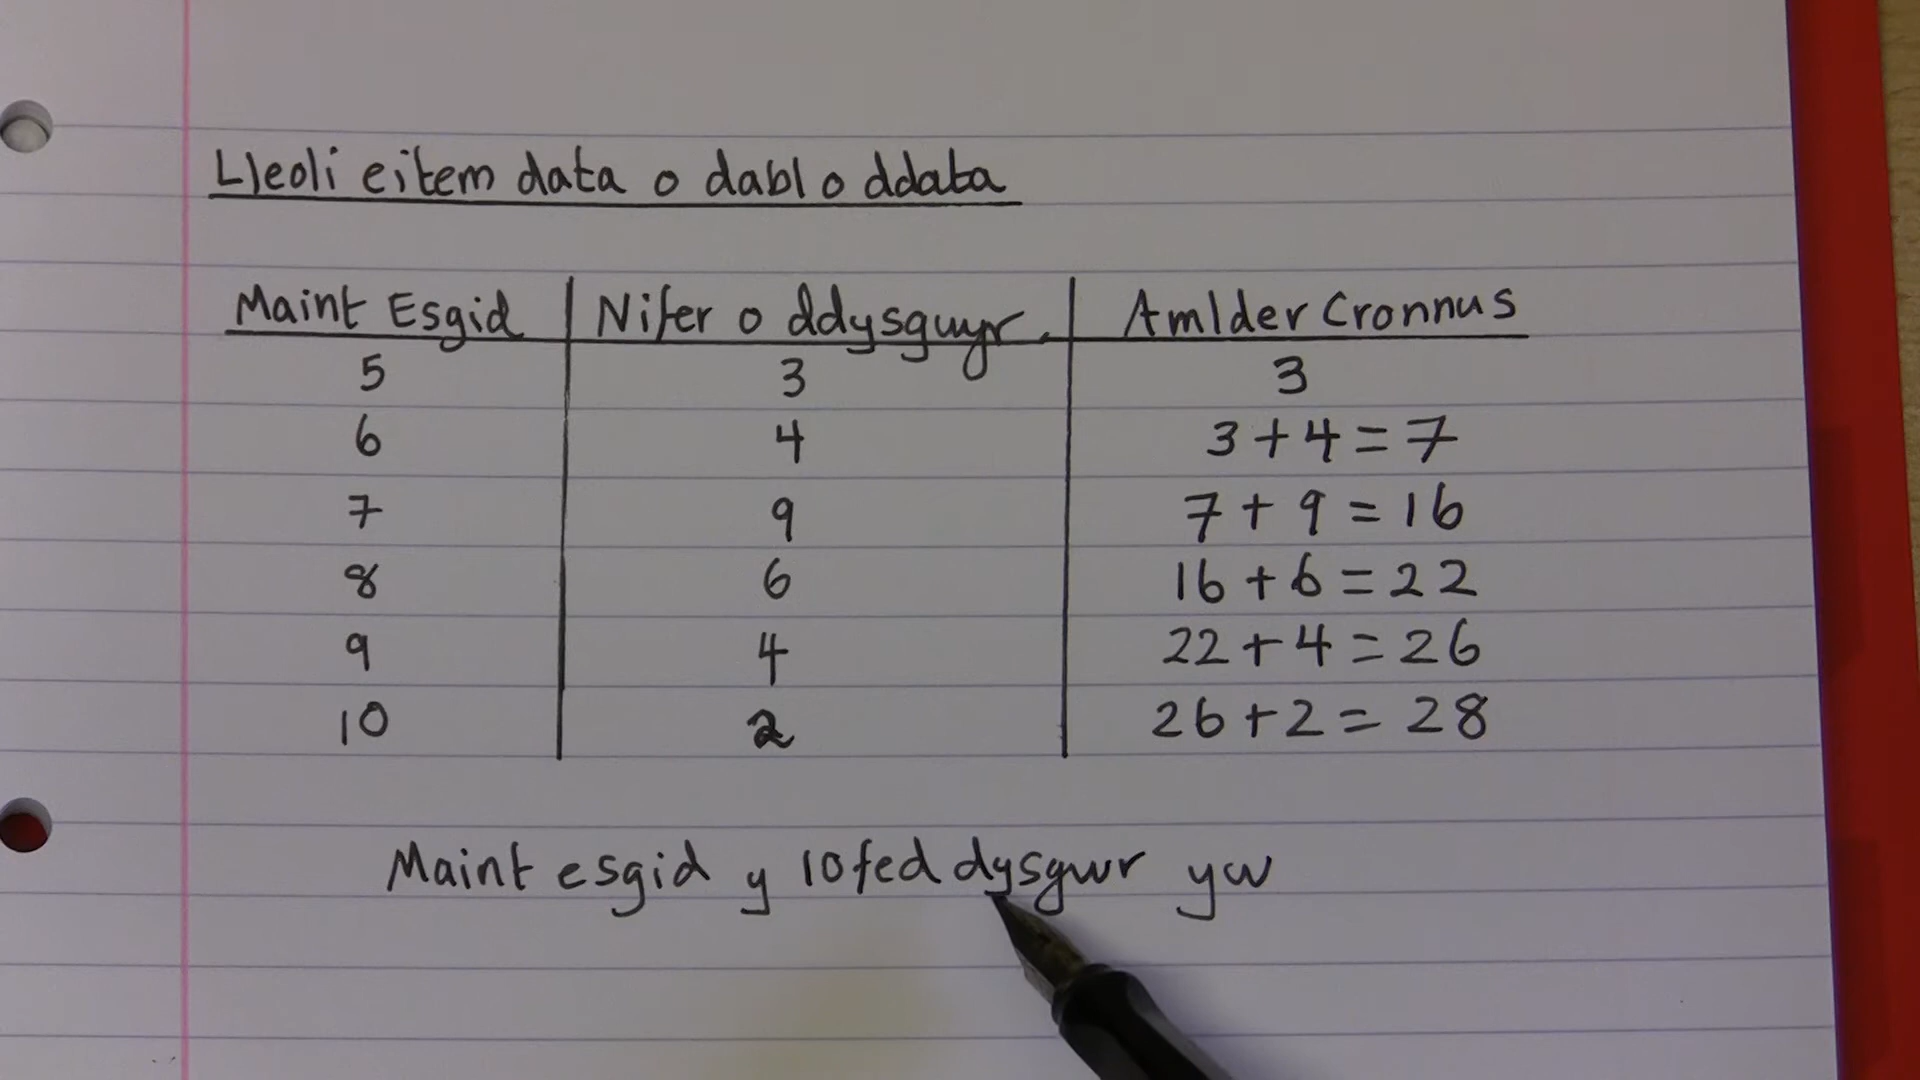 Lleoli eitem data o dabl o ddata
Maint Esgid Nifer o ddysgwyr. Amlder Cronnus
5 3 3
6 4 3 + 4 = 7
7 9 7 + 9 = 16
8 6 16 + 6 = 22
9 4 22 + 4 = 26
10 2 26 + 2 = 28
Maint esgid y 10fed dysgwr yw